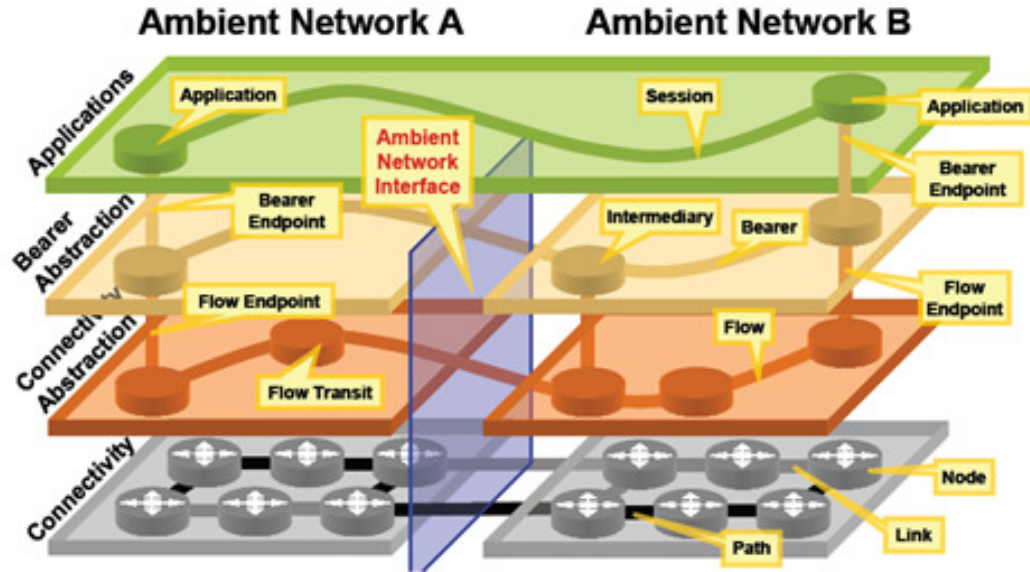 Ambient Network A
Ambient Network B
Applications
Application
Session
Application
Ambient
Network
Interface
Bearer
Endpoint
Bearer
Abstraction
Bearer
Endpoint
Intermediary
Bearer
Flow
Endpoint
Connectivity
Abstraction
Flow Endpoint
Flow
Flow Transit
Connectivity
Node
Link
Path